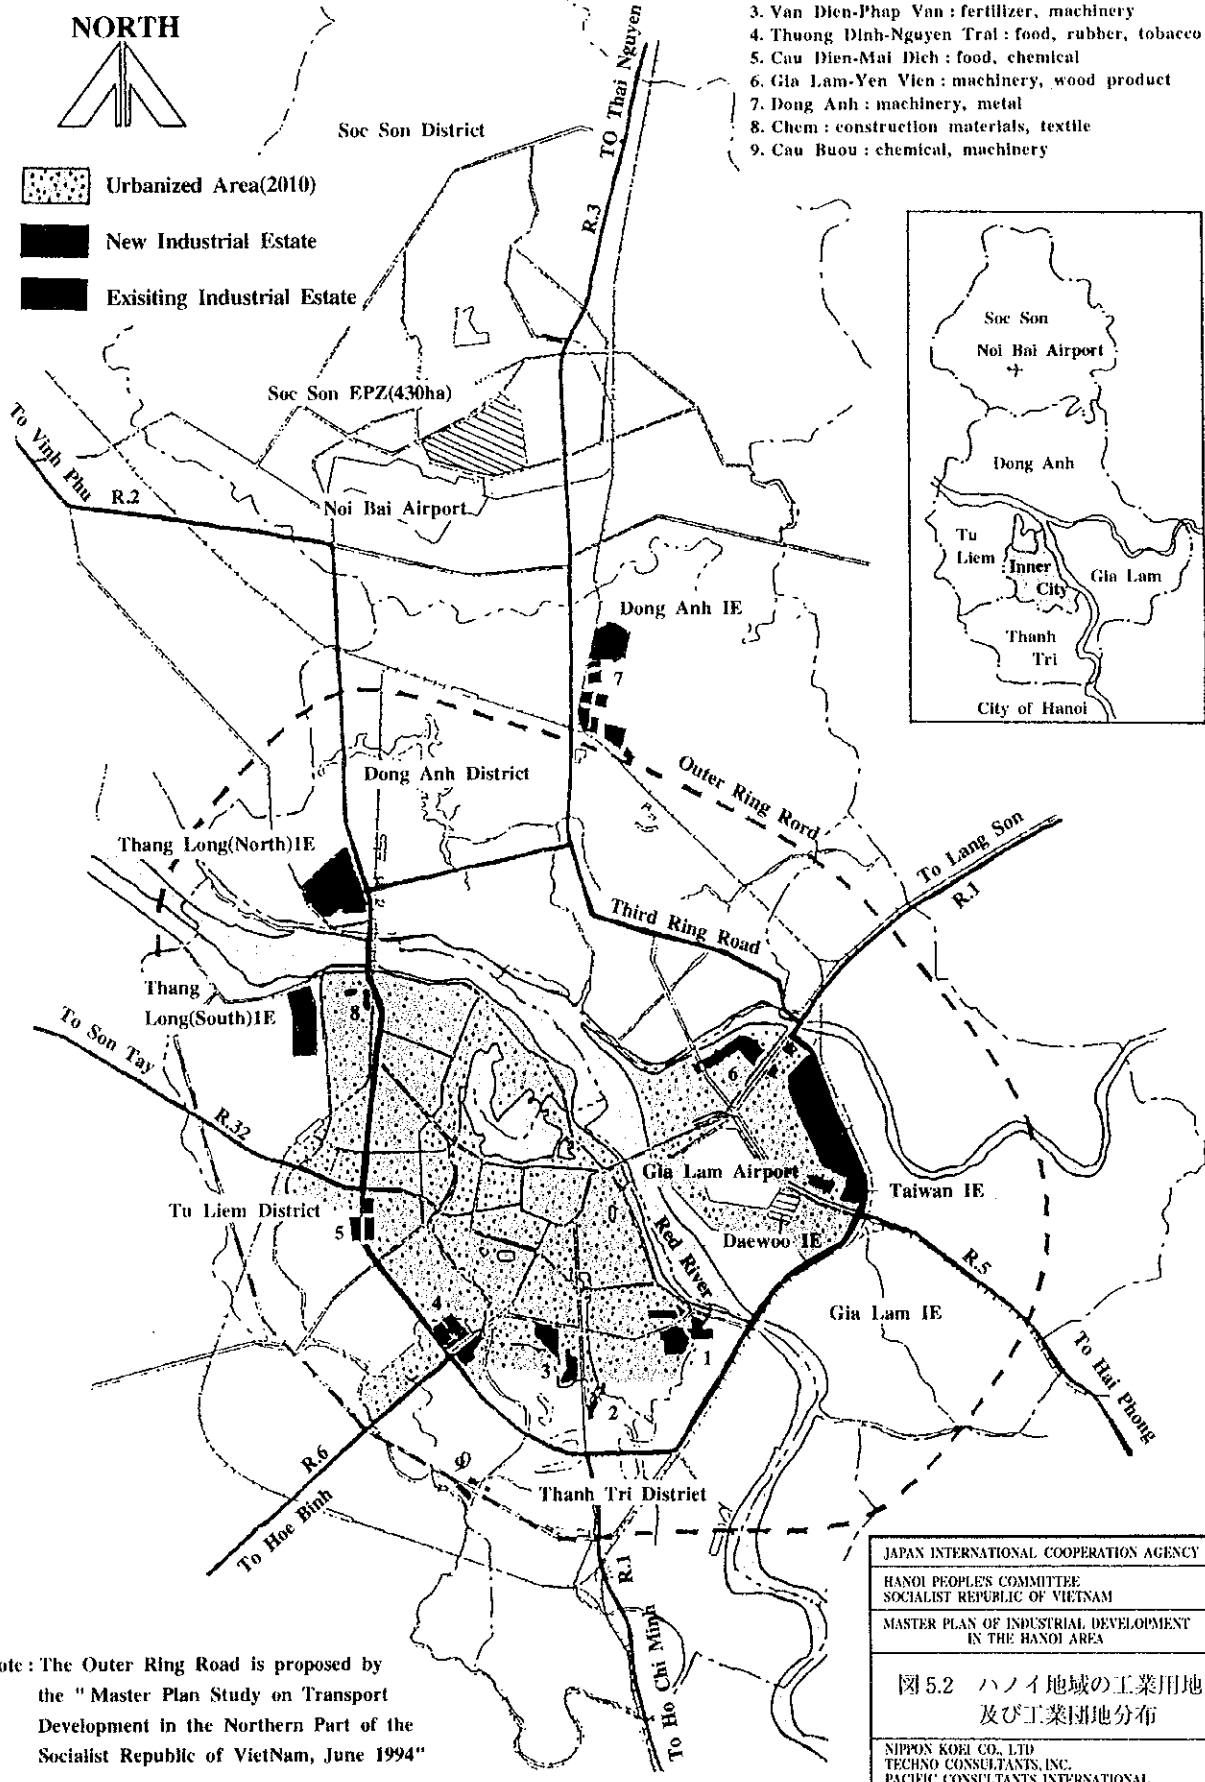 NORTH
3. Van Dien-Phap Van : fertilizer, machinery
4. Thuong Dinh-Nguyen Trai : food, rubber, tobacco
5. Cau Dien-Mai Dich : food, chemical
6. Gia Lam-Yen Vien : machinery, wood product
7. Dong Anh : machinery, metal
8. Chem : construction materials, textile
9. Cau Buou : chemical, machinery
Urbanized Area(2010)
New Industrial Estate
Exisiting Industrial Estate
Soc Son District
TO Thai Nguyen
R.3
Soc Son EPZ(430ha)
To Vinh Phu
R.2
Noi Bai Airport
Soc Son
Noi Bai Airport
Dong Anh
Tu
Liem
Inner
City
Gia Lam
Thanh
Tri
City of Hanoi
Dong Anh IE
7
Dong Anh District
Outer Ring Rord
Thang Long(North)IE
To Lang Son
R.1
Third Ring Road
Thang
Long(South)IE
8
To Son Tay
R.32
6
Gia Lam Airport
Taiwan IE
Tu Liem District
5
Red River
Daewoo IE
R.5
Gia Lam IE
4
3
2
1
To Hai Phong
R.6
To Hoe Binh
9
Thanh Tri District
R.1
To Ho Chi Minh
ote : The Outer Ring Road is proposed by
the " Master Plan Study on Transport
Development in the Northern Part of the
Socialist Republic of VietNam, June 1994"
JAPAN INTERNATIONAL COOPERATION AGENCY
HANOI PEOPLE'S COMMITTEE
SOCIALIST REPUBLIC OF VIETNAM
MASTER PLAN OF INDUSTRIAL DEVELOPMENT
IN THE HANOI AREA
図 5.2 ハノイ地域の工業用地
及び工業団地分布
NIPPON KOEI CO., LTD
TECHNO CONSULTANTS, INC.
PACIFIC CONSULTANTS INTERNATIONAL